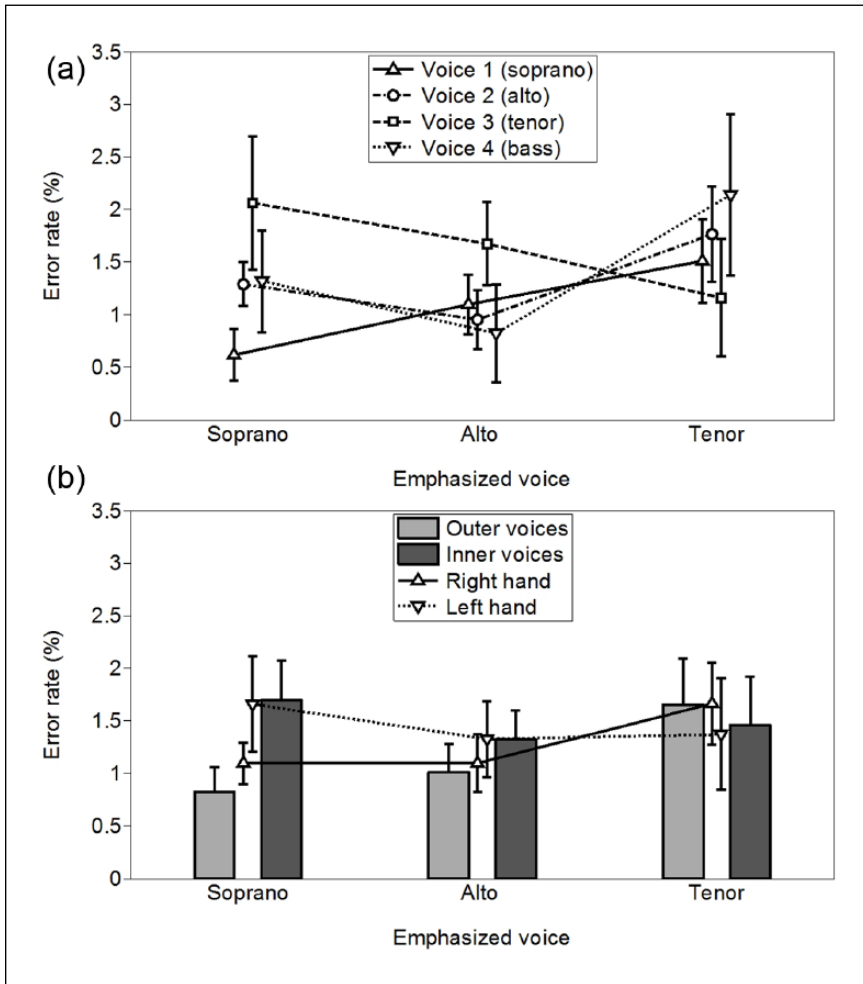 (a)
3.5
3
2.5
2
1.5
1
0.5
0
Error rate (%)
Voice 1 (soprano)
Voice 2 (alto)
Voice 3 (tenor)
Voice 4 (bass)
Soprano Alto Tenor
Emphasized voice
(b)
3.5
3
2.5
2
1.5
1
0.5
0
Error rate (%)
Outer voices
Inner voices
Right hand
Left hand
Soprano Alto Tenor
Emphasized voice